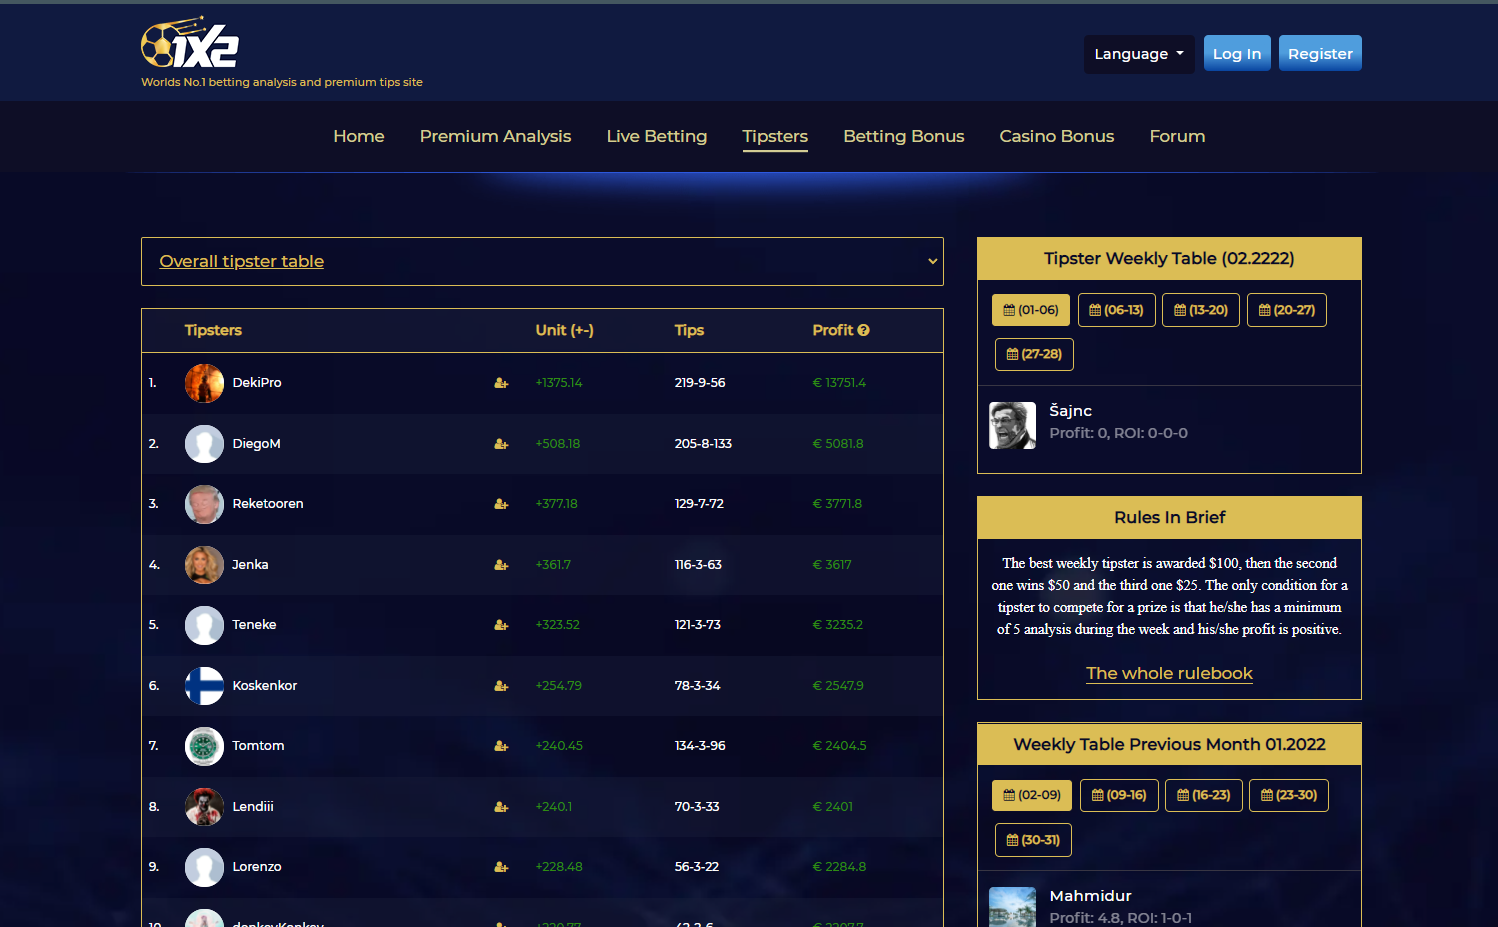 1X2
Worlds No.1 betting analysis and premium tips site
Language
Log In
Register
Home
Premium Analysis
Live Betting
Tipsters
Betting Bonus
Casino Bonus
Forum
Overall tipster table
Tipsters Unit (+-) Tips Profit
1. DekiPro +1375.14 219-9-56 € 13751.4
2. DiegoM +508.18 205-8-133 € 5081.8
3. Reketooren +377.18 129-7-72 € 3771.8
4. Jenka +361.7 116-3-63 € 3617
5. Teneke +323.52 121-3-73 € 3235.2
6. Koskenkor +254.79 78-3-34 € 2547.9
7. Tomtom +240.45 134-3-96 € 2404.5
8. Lendiii +240.1 70-3-33 € 2401
9. Lorenzo +228.48 56-3-22 € 2284.8
Tipster Weekly Table (02.2222)
(01-06) (06-13) (13-20) (20-27)
(27-28)
Šajnc
Profit: 0, ROI: 0-0-0
Rules In Brief
The best weekly tipster is awarded $100, then the second
one wins $50 and the third one $25. The only condition for a
tipster to compete for a prize is that he/she has a minimum
of 5 analysis during the week and his/she profit is positive.
The whole rulebook
Weekly Table Previous Month 01.2022
(02-09) (09-16) (16-23) (23-30)
(30-31)
Mahmidur
Profit: 4.8, ROI: 1-0-1